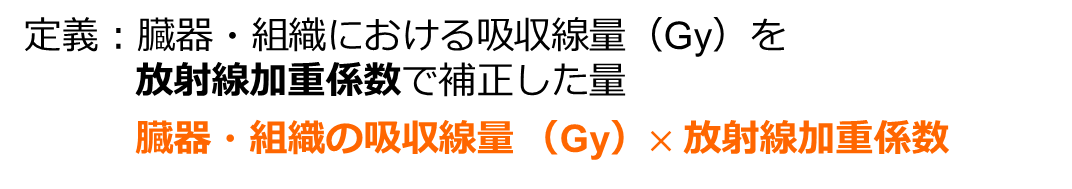 定義：臓器・組織における吸収線量（Gy）を
放射線加重係数で補正した量
臓器・組織の吸収線量（Gy）× 放射線加重係数